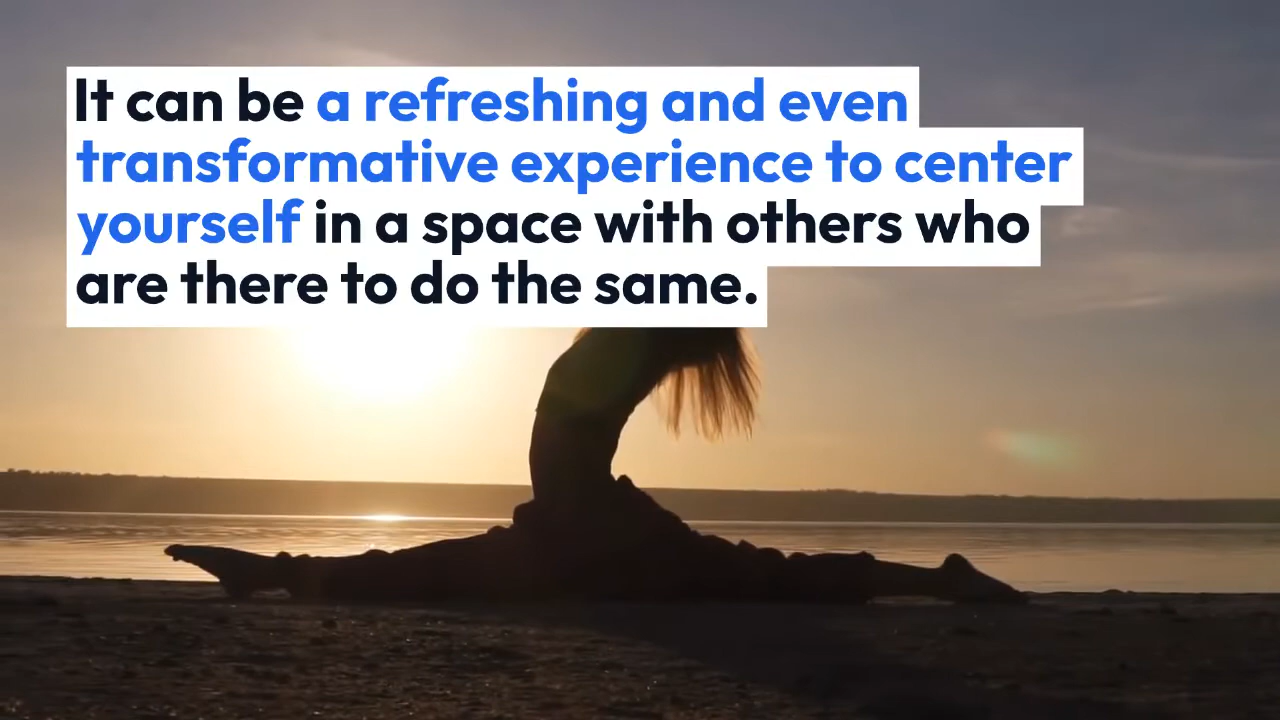 It can be a refreshing and even
transformative experience to center
yourself in a space with others who
are there to do the same.